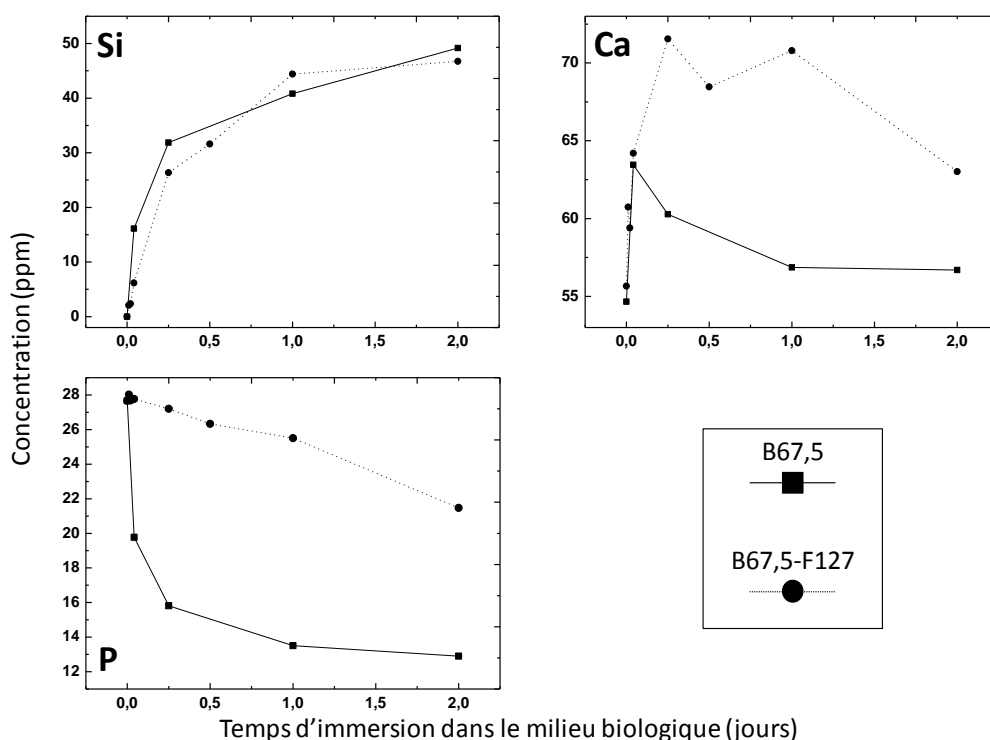 Si
50
40
30
20
10
0
0,0 0,5 1,0 1,5 2,0
Ca
70
65
60
55
0,0 0,5 1,0 1,5 2,0
Concentration (ppm)
28
26
24
22
20
18
16
14
12
P
0,0 0,5 1,0 1,5 2,0
B67,5
B67,5-F127
Temps d’immersion dans le milieu biologique (jours)